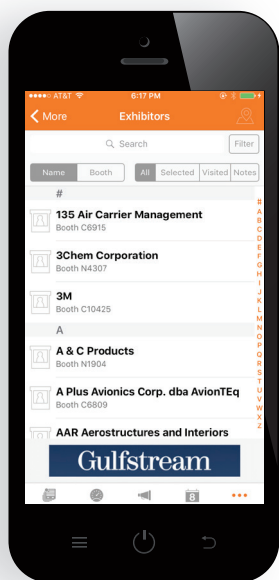 AT&T 6:17 PM
More Exhibitors
Search Filter
Name Booth All Selected Visited Notes
#
135 Air Carrier Management
Booth C6915
3Chem Corporation
Booth N4307
3M
Booth C10425
A
A & C Products
Booth N1904
A Plus Avionics Corp. dba AvionTEq
Booth C6809
AAR Aerostructures and Interiors
#
A
B
C
D
E
F
G
H
I
J
K
L
M
N
O
P
Q
R
S
T
U
V
W
X
Z
Gulfstream
8